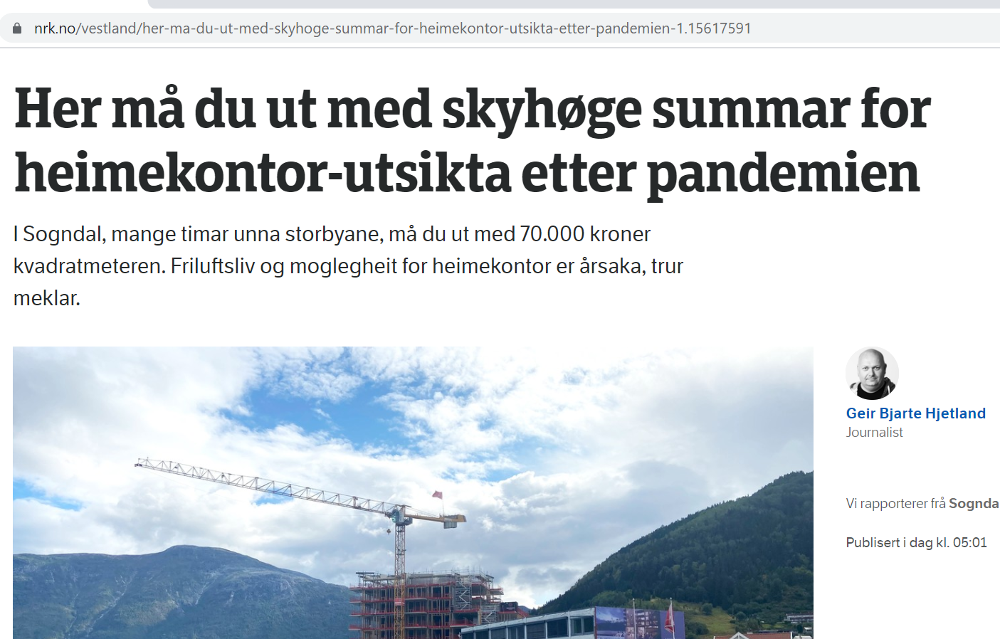 nrk.no/vestland/her-ma-du-ut-med-skyhoge-summar-for-heimekontor-utsikta-etter-pandemien-1.15617591
Her må du ut med skyhøge summar for
heimekontor-utsikta etter pandemien
I Sogndal, mange timar unna storbyane, må du ut med 70.000 kroner
kvadratmeteren. Friluftsliv og moglegheit for heimekontor er årsaka, trur
meklar.
Geir Bjarte Hjetland
Journalist
Vi rapporterer frå Sognda
Publisert i dag kl. 05:01